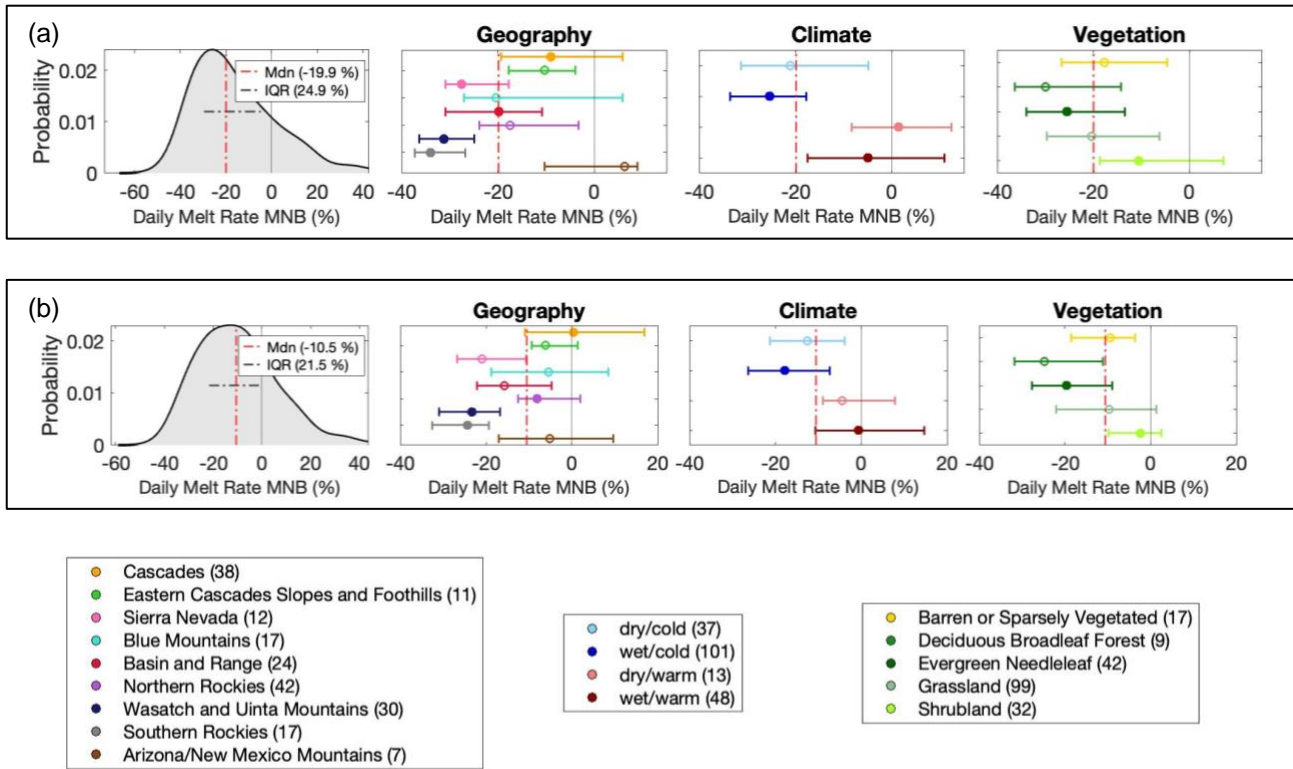 (a)
Geography
Climate
Vegetation
Probability
0.02
0.01
0
Mdn (-19.9 %)
IQR (24.9 %)
-60 -40 -20 0 20 40
-40 -20 0
-40 -20 0
-40 -20 0
Daily Melt Rate MNB (%)
Daily Melt Rate MNB (%)
Daily Melt Rate MNB (%)
Daily Melt Rate MNB (%)
(b)
Geography
Climate
Vegetation
Probability
0.02
0.01
0
Mdn (-10.5 %)
IQR (21.5 %)
-60 -40 -20 0 20 40
-40 -20 0 20
-40 -20 0 20
-40 -20 0 20
Daily Melt Rate MNB (%)
Daily Melt Rate MNB (%)
Daily Melt Rate MNB (%)
Daily Melt Rate MNB (%)
Cascades (38)
Eastern Cascades Slopes and Foothills (11)
Sierra Nevada (12)
Blue Mountains (17)
Basin and Range (24)
Northern Rockies (42)
Wasatch and Uinta Mountains (30)
Southern Rockies (17)
Arizona/New Mexico Mountains (7)
dry/cold (37)
wet/cold (101)
dry/warm (13)
wet/warm (48)
Barren or Sparsely Vegetated (17)
Deciduous Broadleaf Forest (9)
Evergreen Needleleaf (42)
Grassland (99)
Shrubland (32)